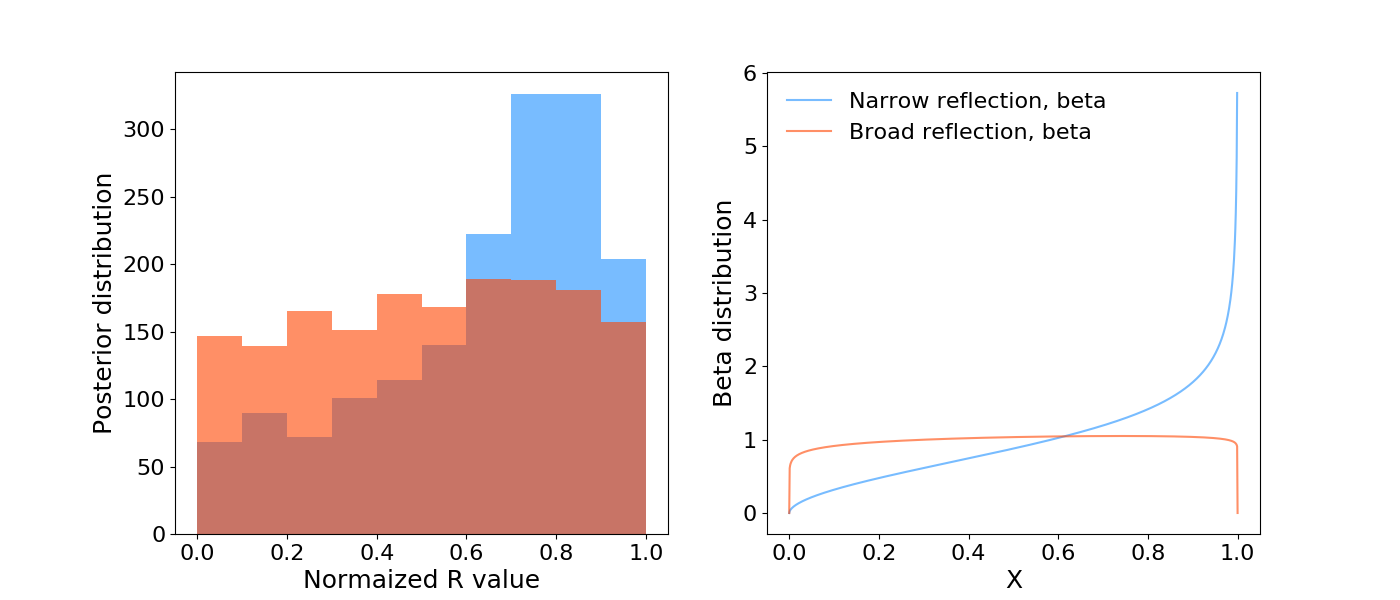 Posterior distribution
300
250
200
150
100
50
0
0.0 0.2 0.4 0.6 0.8 1.0
Normaized R value
Beta distribution
6
5
4
3
2
1
0
0.0 0.2 0.4 0.6 0.8 1.0
X
Narrow reflection, beta
Broad reflection, beta